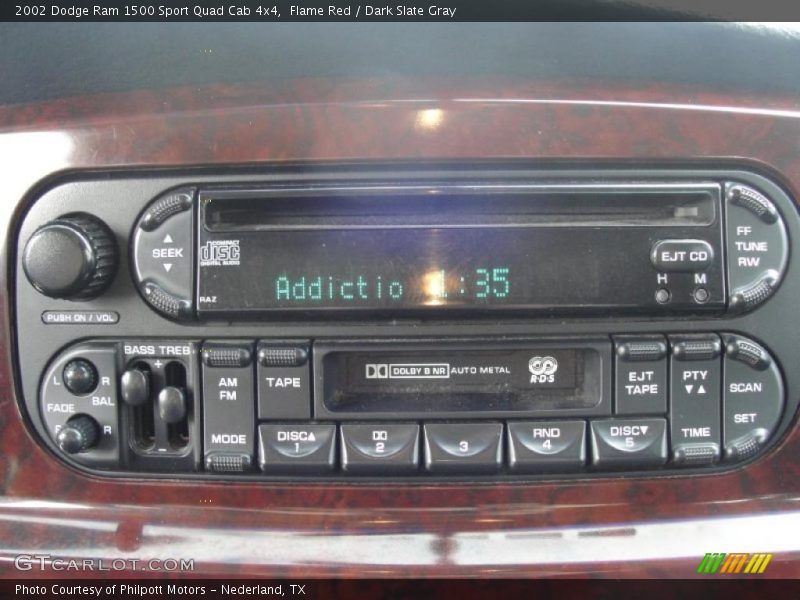 2002 Dodge Ram 1500 Sport Quad Cab 4x4, Flame Red / Dark Slate Gray
PUSH ON / VOL
SEEK
COMPACT
disc
DIGITAL AUDIO
RAZ
Addictio 1:35
EJT CD
H M
FF
TUNE
RW
L R
BAL
FADE
F
R
BASS TREB
+
-
AM
FM
MODE
TAPE
DOLBY B NR AUTO METAL
R·D·S
EJT
TAPE
PTY
TIME
SCAN
SET
DISC 1
2
3
RND 4
DISC 5
GTCARLOT.COM
Photo Courtesy of Philpott Motors - Nederland, TX